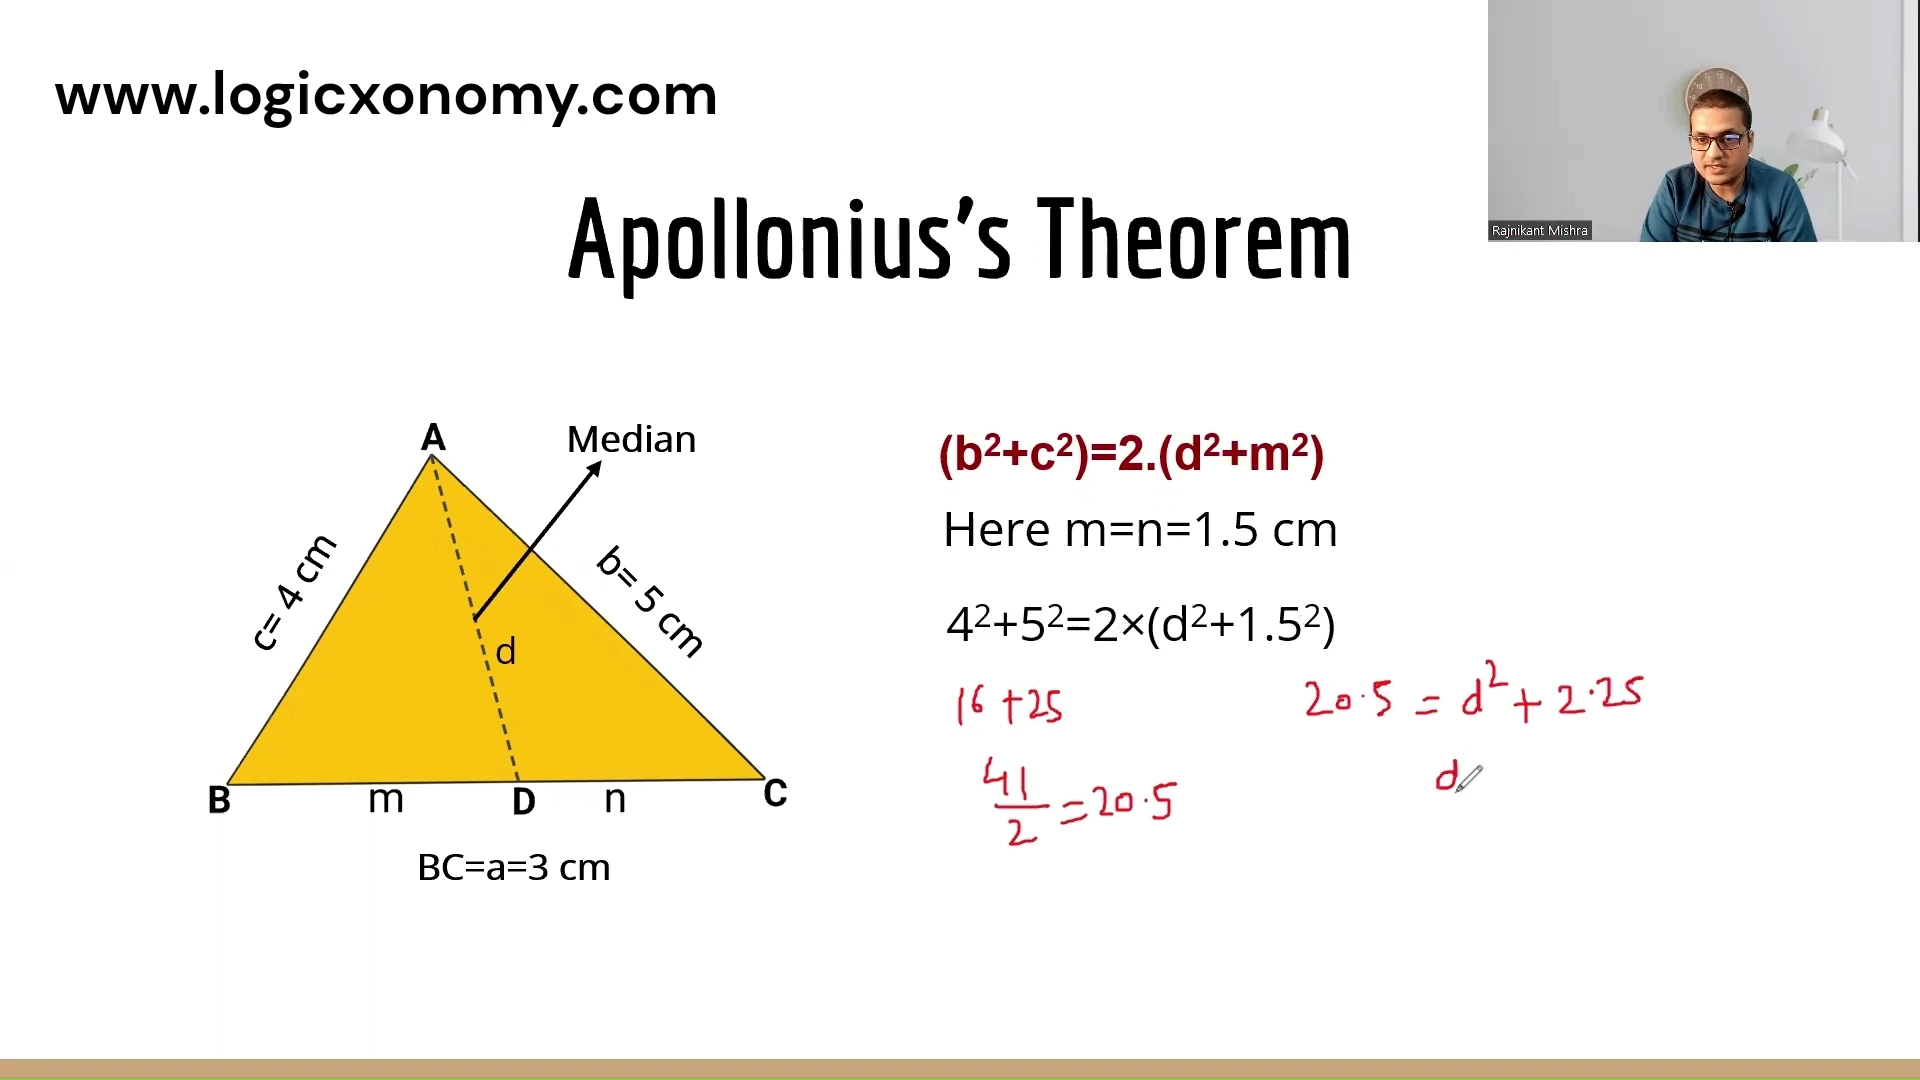 www.logicxonomy.com
Rajnikant Mishra
Apollonius’s Theorem
A
Median
c= 4 cm
b= 5 cm
d
B
m
D
n
C
BC=a=3 cm
(b²+c²)=2.(d²+m²)
Here m=n=1.5 cm
4²+5²=2×(d²+1.5²)
16+25
41/2=20.5
20.5=d²+2.25
d